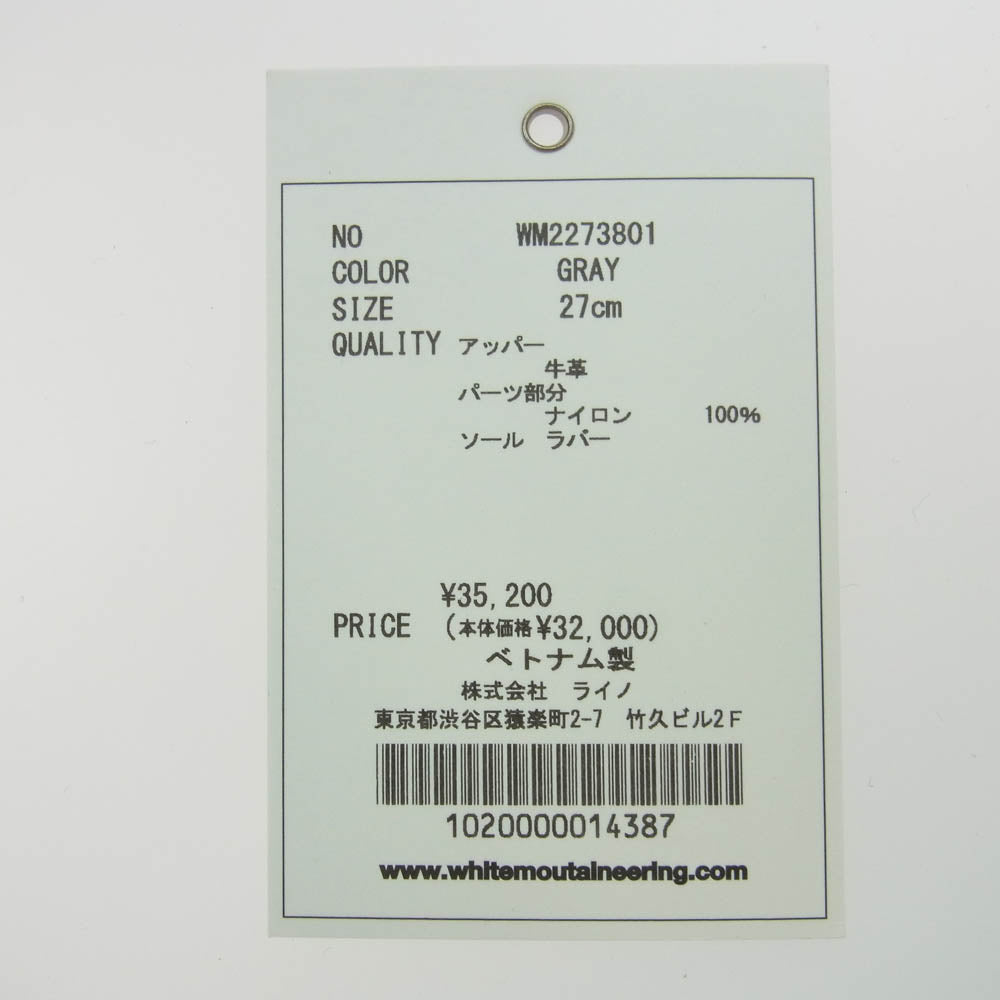 NO WM2273801
COLOR GRAY
SIZE 27cm
QUALITY アッパー
牛革
パーツ部分
ナイロン 100%
ソール ラバー
¥35,200
PRICE (本体価格¥32,000)
ベトナム製
株式会社 ライノ
東京都渋谷区猿楽町2-7 竹久ビル2F
1020000014387
www.whitemoutaineering.com